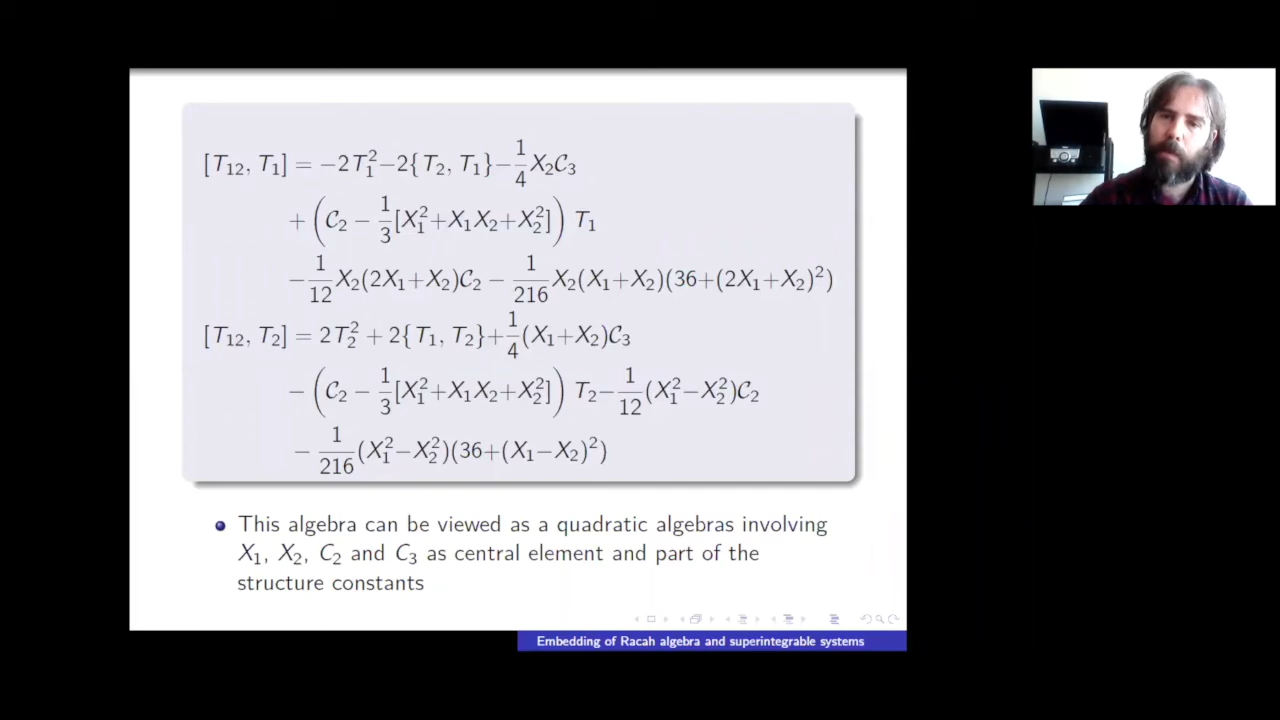 [T₁₂, T₁] = −2T₁²−2{T₂, T₁}−1/4 X₂𝒞₃
+ (𝒞₂ − 1/3[X₁²+X₁X₂+X₂²]) T₁
−1/12 X₂(2X₁+X₂)𝒞₂ − 1/216 X₂(X₁+X₂)(36+(2X₁+X₂)²)
[T₁₂, T₂] = 2T₂² + 2{T₁, T₂}+1/4(X₁+X₂)𝒞₃
− (𝒞₂ − 1/3[X₁²+X₁X₂+X₂²]) T₂−1/12(X₁²−X₂²)𝒞₂
− 1/216(X₁²−X₂²)(36+(X₁−X₂)²)
This algebra can be viewed as a quadratic algebras involving
X₁, X₂, C₂ and C₃ as central element and part of the
structure constants
Embedding of Racah algebra and superintegrable systems